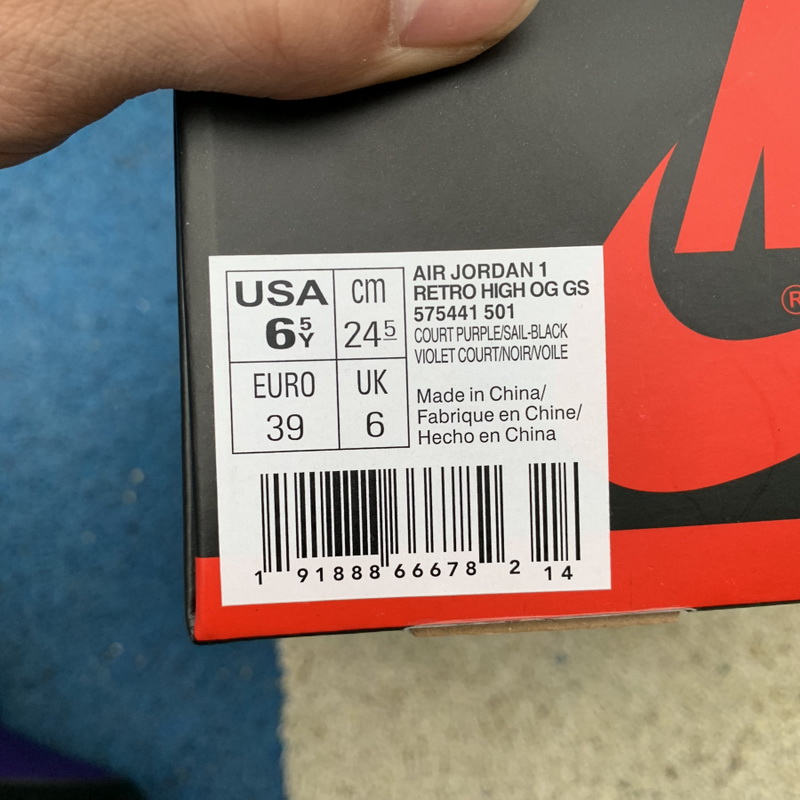 USA
6 5 Y
cm
24 5
EURO
39
UK
6
AIR JORDAN 1
RETRO HIGH OG GS
575441 501
COURT PURPLE/SAIL-BLACK
VIOLET COURT/NOIR/VOILE
Made in China/
Fabrique en Chine/
Hecho en China
1 91888 66678 2 14
®